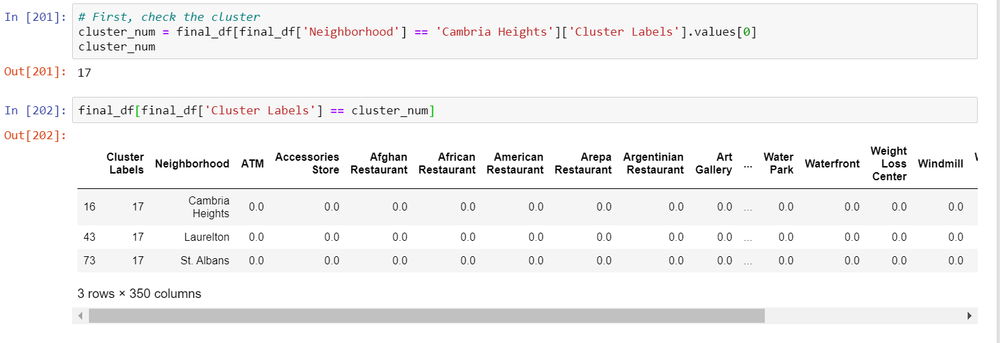 In [201]: # First, check the cluster
cluster_num = final_df[final_df['Neighborhood'] == 'Cambria Heights']['Cluster Labels'].values[0]
cluster_num
Out[201]: 17
In [202]: final_df[final_df['Cluster Labels'] == cluster_num]
Out[202]:
Cluster Labels Neighborhood ATM Accessories Store Afghan Restaurant African Restaurant American Restaurant Arepa Restaurant Argentinian Restaurant Art Gallery ... Water Park Waterfront Weight Loss Center Windmill
16 17 Cambria Heights 0.0 0.0 0.0 0.0 0.0 0.0 0.0 0.0 ... 0.0 0.0 0.0 0.0
43 17 Laurelton 0.0 0.0 0.0 0.0 0.0 0.0 0.0 0.0 ... 0.0 0.0 0.0 0.0
73 17 St. Albans 0.0 0.0 0.0 0.0 0.0 0.0 0.0 0.0 ... 0.0 0.0 0.0 0.0
3 rows × 350 columns